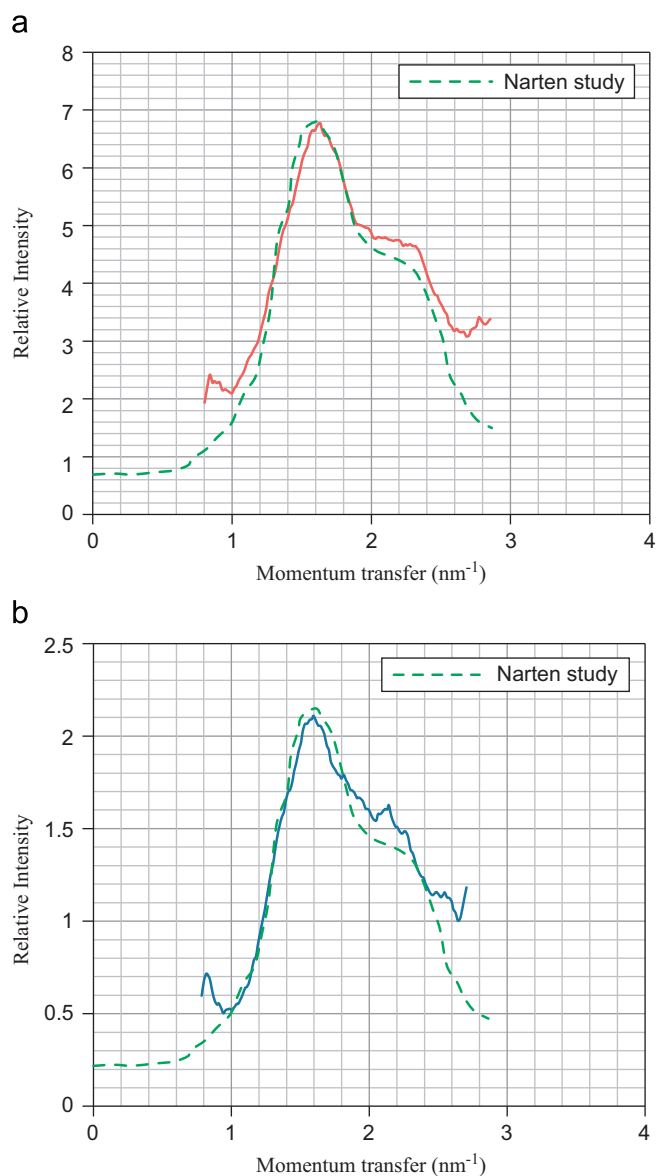 a
8
Narten study
7
6
5
4
3
2
1
0
Relative Intensity
0 1 2 3 4
Momentum transfer (nm⁻¹)
b
2.5
Narten study
2
1.5
1
0.5
0
Relative Intensity
0 1 2 3 4
Momentum transfer (nm⁻¹)